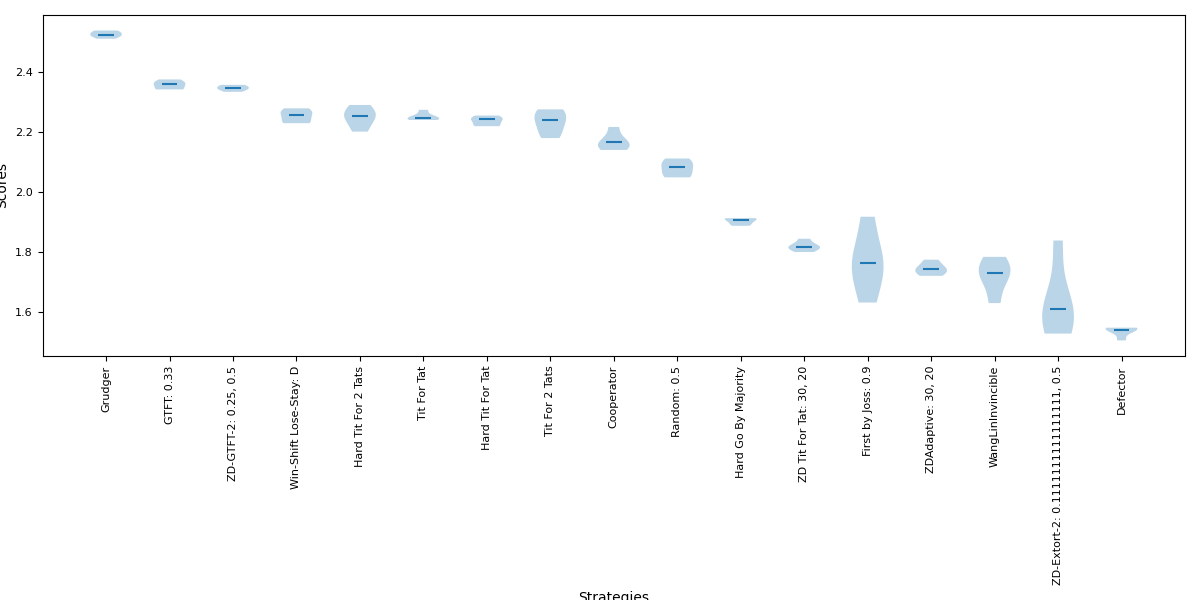 Scores
2.4
2.2
2.0
1.8
1.6
Grudger
GTFT: 0.33
ZD-GTFT-2: 0.25, 0.5
Win-Shift Lose-Stay: D
Hard Tit For 2 Tats
Tit For Tat
Hard Tit For Tat
Tit For 2 Tats
Cooperator
Random: 0.5
Hard Go By Majority
ZD Tit For Tat: 30, 20
First by Joss: 0.9
ZDAdaptive: 30, 20
WangLinInvincible
ZD-Extort-2: 0.1111111111111111, 0.5
Defector
Strategies